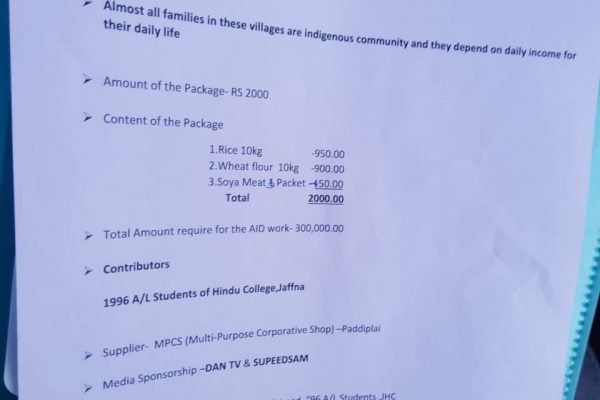 ➢ Almost all families in these villages are indigenous community and they depend on daily income for
their daily life
➢ Amount of the Package- RS 2000
➢ Content of the Package
1.Rice 10kg -950.00
2.Wheat flour 10kg -900.00
3.Soya Meat Packet -150.00
Total 2000.00
➢ Total Amount require for the AID work- 300,000.00
➢ Contributors
1996 A/L Students of Hindu College,Jaffna
➢ Supplier- MPCS (Multi-Purpose Corporative Shop) –Paddiplai
➢ Media Sponsorship –DAN TV & SUPEEDSAM
A/L Students JHC